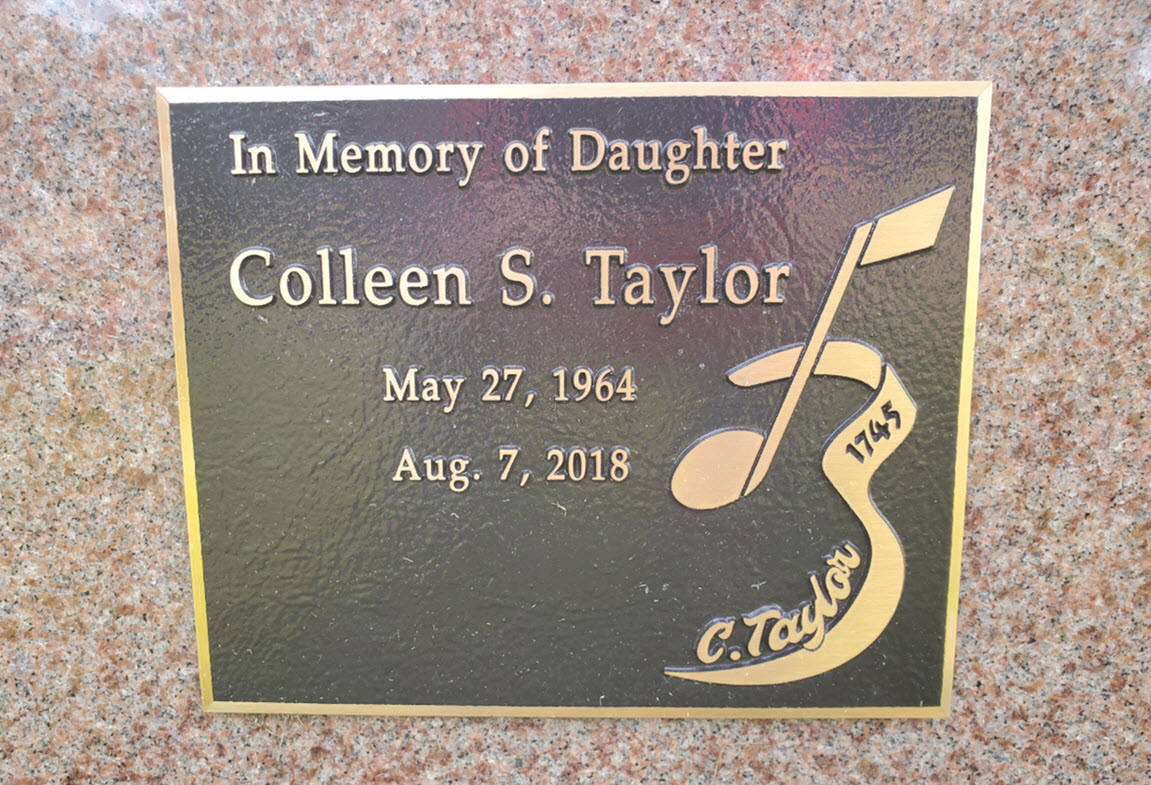 In Memory of Daughter
Colleen S. Taylor
May 27, 1964
Aug. 7, 2018
1745
C. Taylor